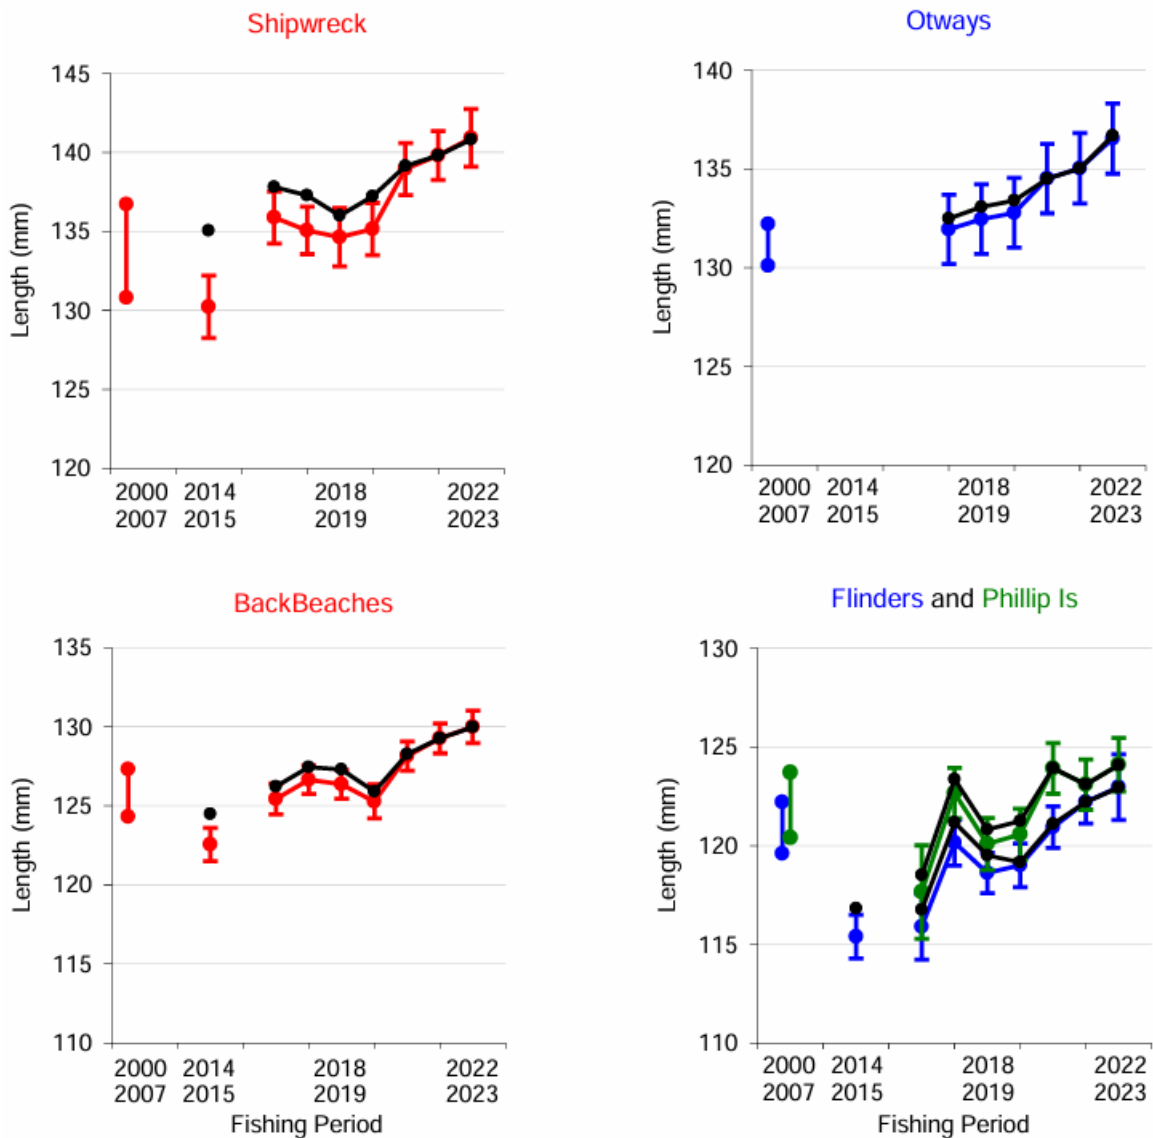 Shipwreck
145
140
135
130
125
120
Length (mm)
2000 2014 2018 2022
2007 2015 2019 2023
Otways
140
135
130
125
120
Length (mm)
2000 2014 2018 2022
2007 2015 2019 2023
BackBeaches
135
130
125
120
115
110
Length (mm)
2000 2014 2018 2022
2007 2015 2019 2023
Fishing Period
Flinders and Phillip Is
130
125
120
115
110
Length (mm)
2000 2014 2018 2022
2007 2015 2019 2023
Fishing Period